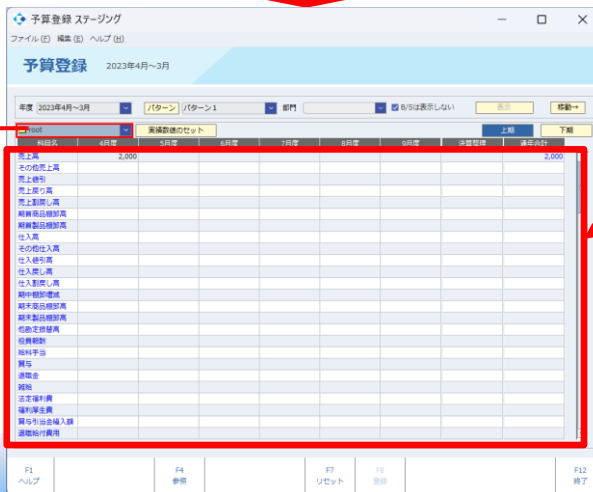 予算登録 ステージング
ファイル(F) 編集(E) ヘルプ(H)
予算登録 2023年4月～3月
年度 2023年4月～3月 パターン パターン1 部門 B/Sは表示しない 表示 移動→
root 実績数値のセット 上期 下期
科目名 4月度 5月度 6月度 7月度 8月度 9月度 決算整理 通年合計
売上高 2,000 2,000
その他売上高
売上値引
売上戻り高
売上割戻し高
期首商品棚卸高
期首製品棚卸高
仕入高
その他仕入高
仕入値引高
仕入戻し高
仕入割戻し高
期中棚卸増減
期末商品棚卸高
期末製品棚卸高
他勘定振替高
役員報酬
給料手当
賞与
退職金
雑給
法定福利費
福利厚生費
賞与引当金繰入額
退職給付費用
F1 F4 F7 F8 F12
ヘルプ 参照 リセット 登録 終了